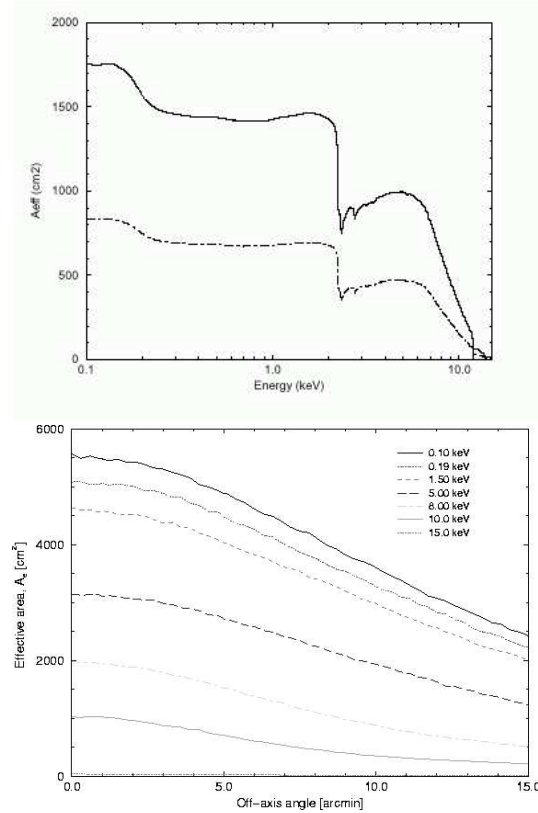 2000
1500
1000
500
0
Aeff (cm2)
0.1
1.0
10.0
Energy (keV)
6000
4000
2000
0
Effective area, Ae [cm²]
0.10 keV
0.19 keV
1.50 keV
5.00 keV
8.00 keV
10.0 keV
15.0 keV
0.0
5.0
10.0
15.0
Off-axis angle [arcmin]